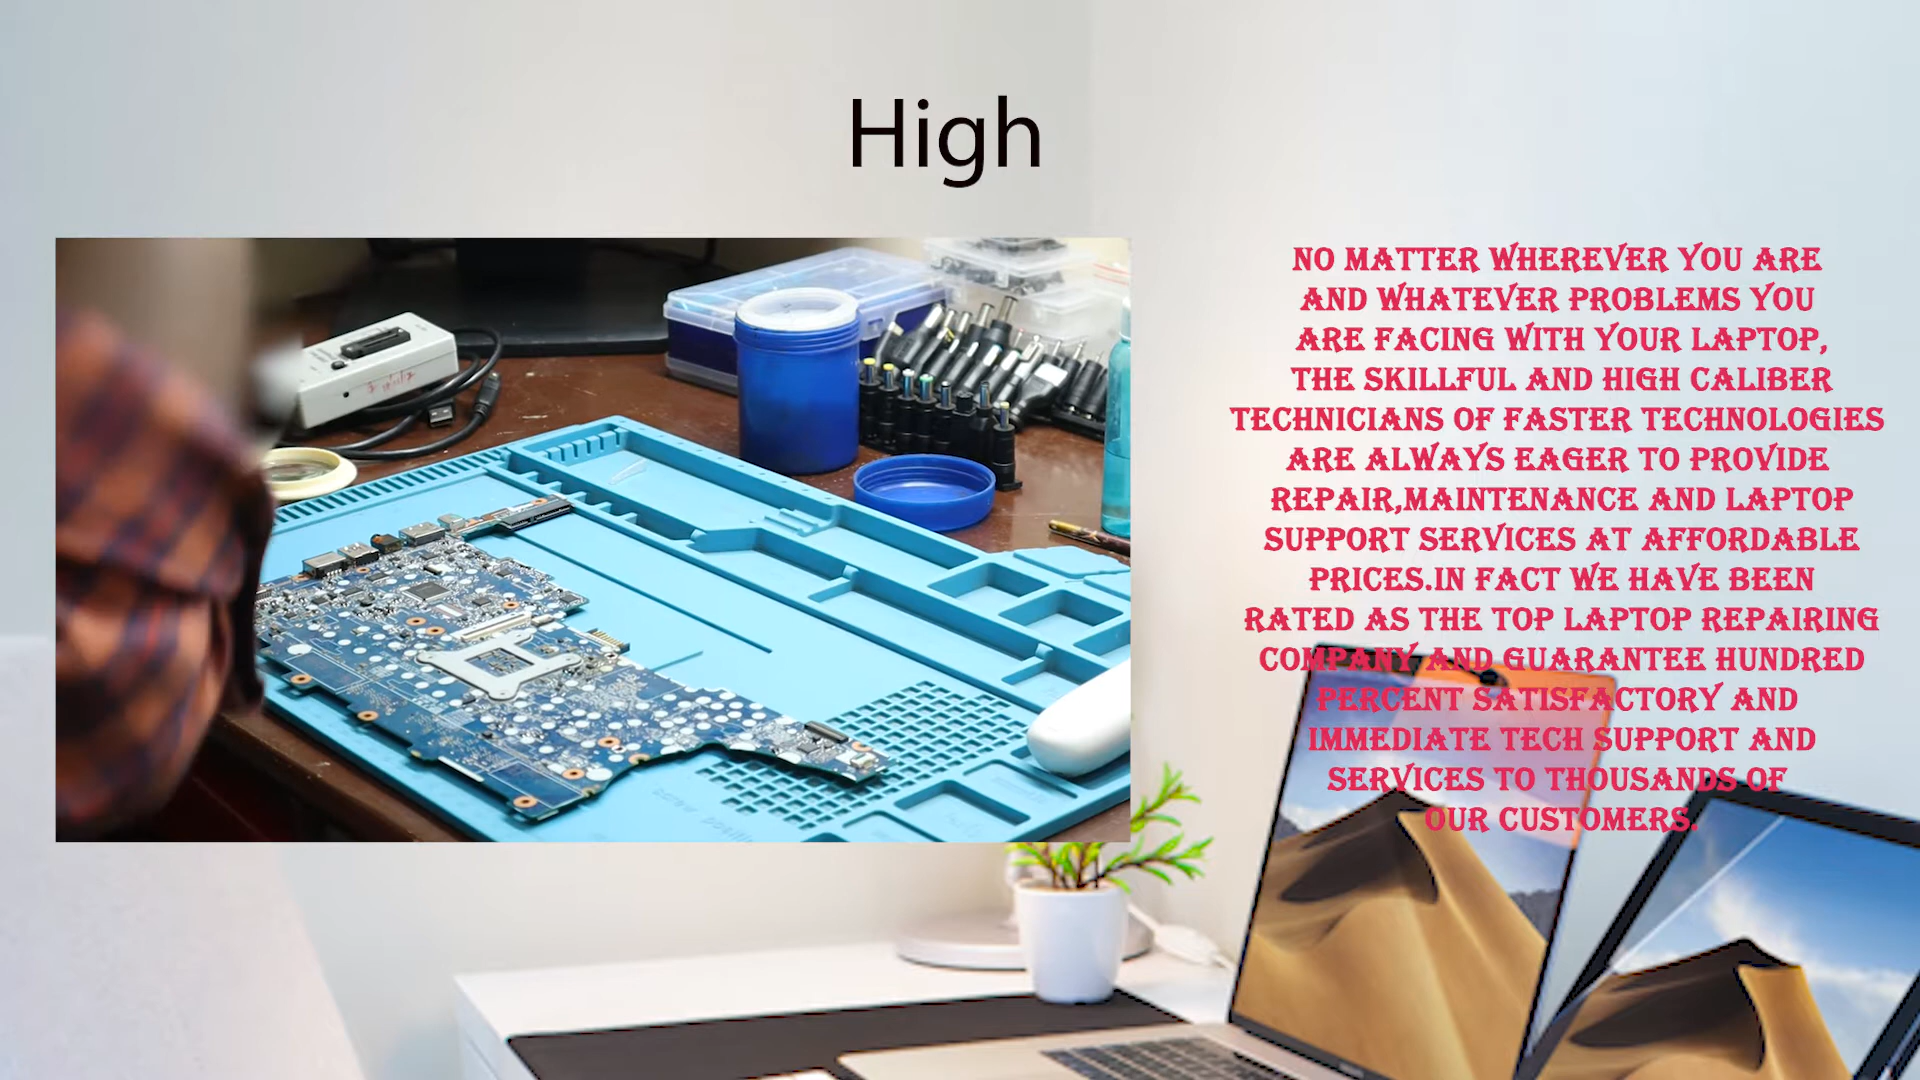 High
NO MATTER WHEREVER YOU ARE
AND WHATEVER PROBLEMS YOU
ARE FACING WITH YOUR LAPTOP,
THE SKILLFUL AND HIGH CALIBER
TECHNICIANS OF FASTER TECHNOLOGIES
ARE ALWAYS EAGER TO PROVIDE
REPAIR,MAINTENANCE AND LAPTOP
SUPPORT SERVICES AT AFFORDABLE
PRICES.IN FACT WE HAVE BEEN
RATED AS THE TOP LAPTOP REPAIRING
COMPANY AND GUARANTEE HUNDRED
PERCENT SATISFACTORY AND
IMMEDIATE TECH SUPPORT AND
SERVICES TO THOUSANDS OF
OUR CUSTOMERS.